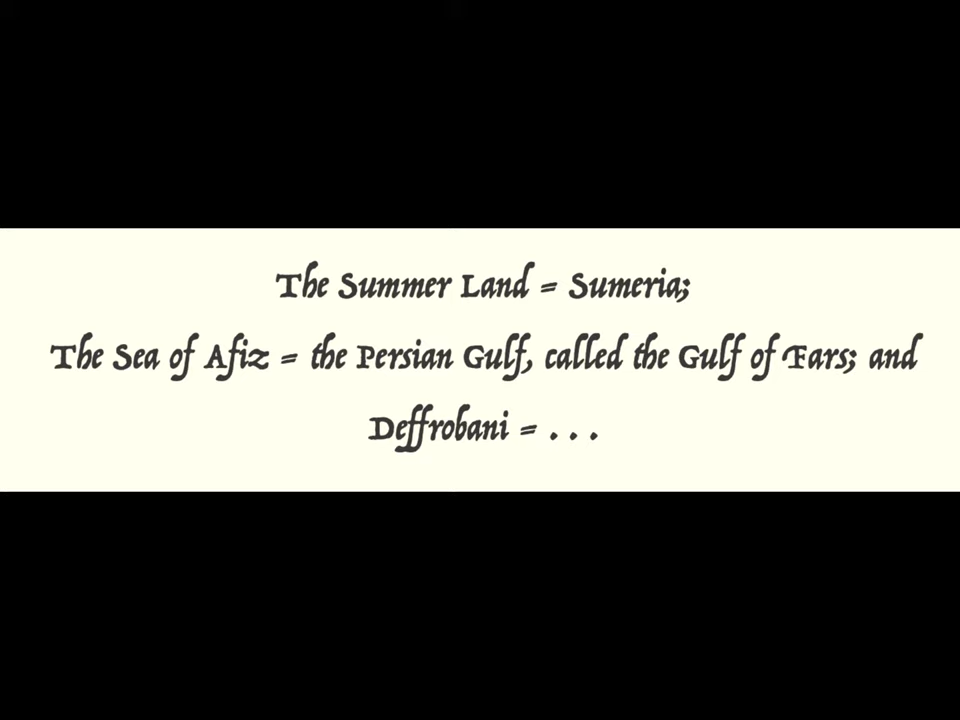 The Summer Land = Sumeria;
The Sea of Afiz = the Persian Gulf, called the Gulf of Fars; and
Deffrobani = . . .